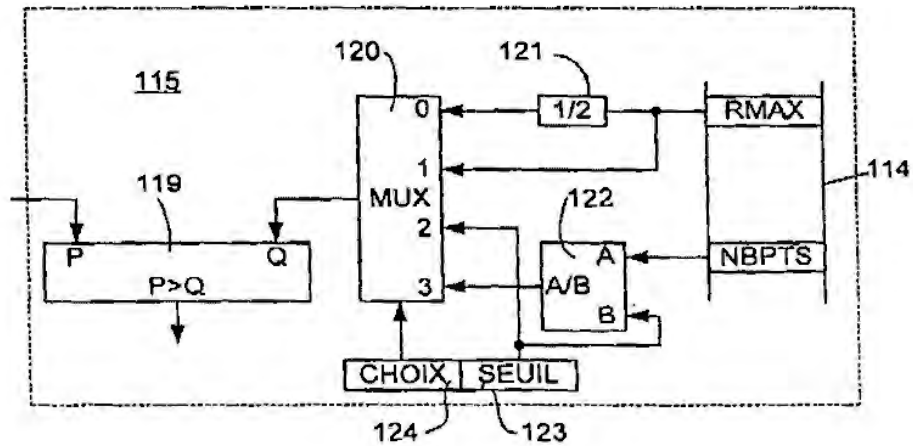 120
121
115
0
1/2
RMAX
1
119
MUX
122
114
2
P
Q
A
NBPTS
P>Q
3
A/B
B
CHOIX
SEUIL
124
123